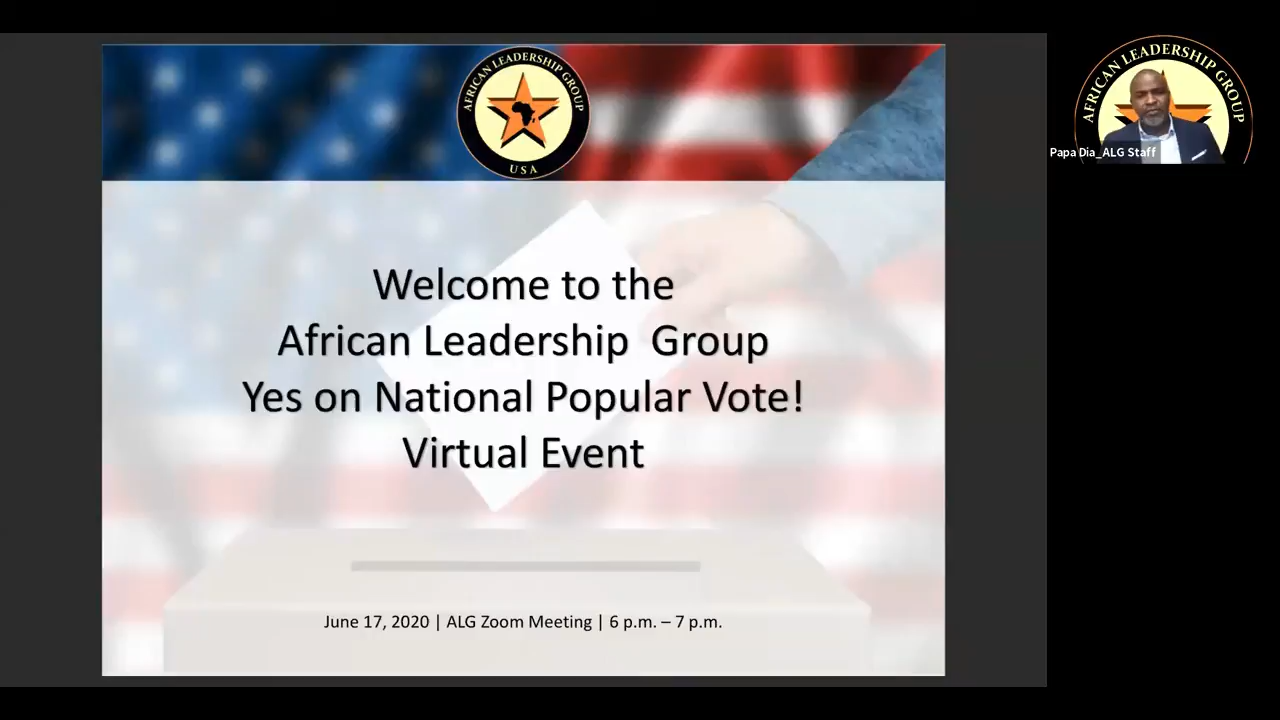 AFRICAN LEADERSHIP GROUP
USA
Welcome to the
African Leadership Group
Yes on National Popular Vote!
Virtual Event
June 17, 2020 | ALG Zoom Meeting | 6 p.m. – 7 p.m.
AFRICAN LEADERSHIP GROUP
Papa Dia_ALG Staff